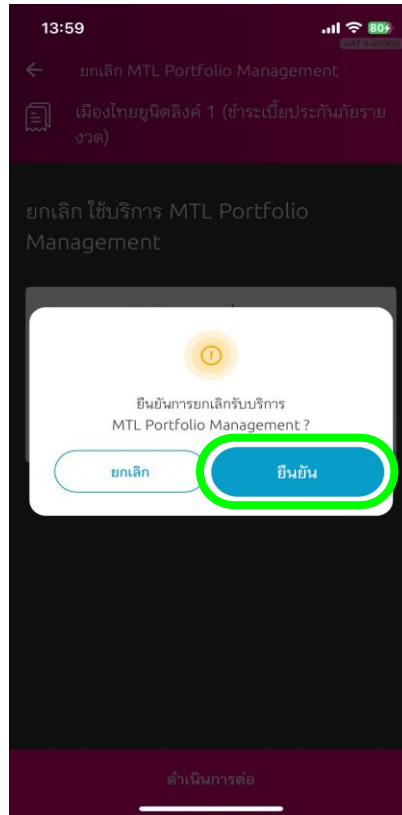 13:59
80
ยกเลิก MTL Portfolio Management
เมืองไทยยูนิตลิงค์ 1 (ชำระเบี้ยประกันภัยราย
งวด)
ยกเลิก ใช้บริการ MTL Portfolio
Management
ยืนยันการยกเลิกรับบริการ
MTL Portfolio Management ?
ยกเลิก
ยืนยัน
ดำเนินการต่อ